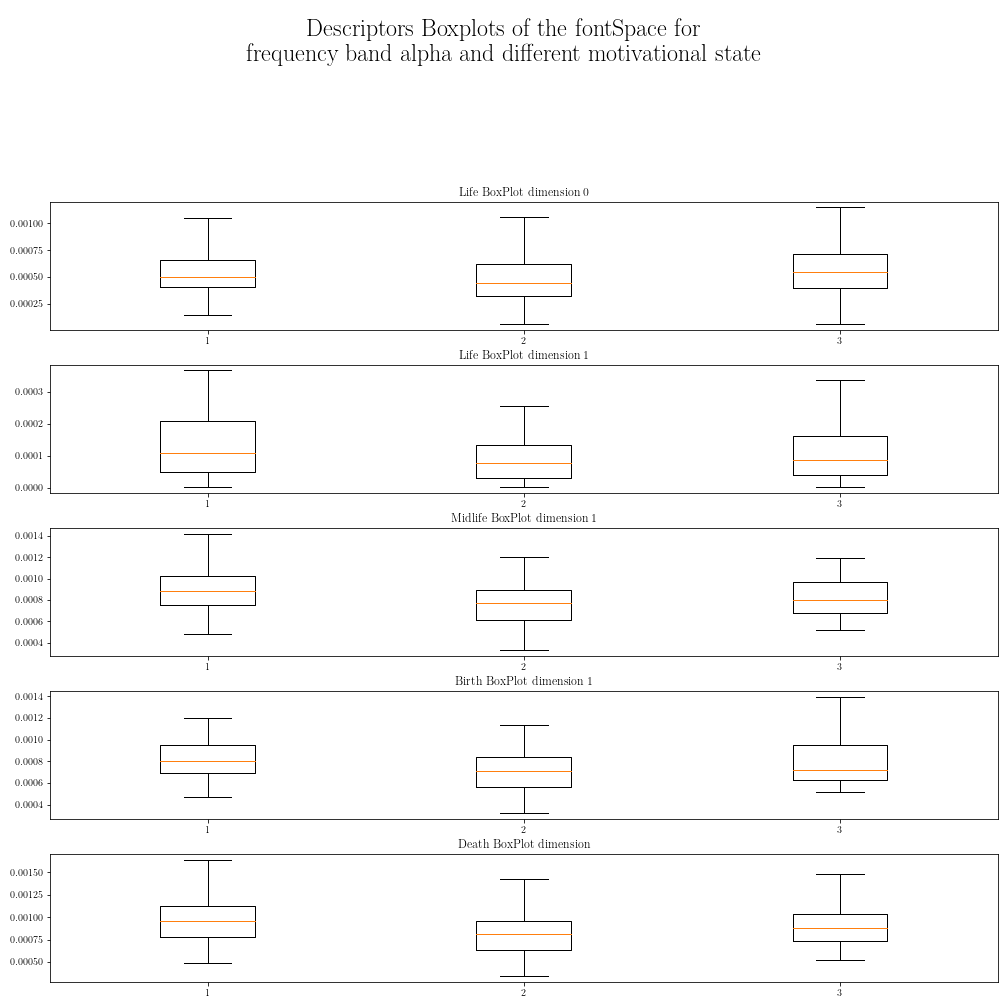 Descriptors Boxplots of the fontSpace for
frequency band alpha and different motivational state
Life BoxPlot dimension 0
0.00100
0.00075
0.00050
0.00025
1 2 3
Life BoxPlot dimension 1
0.0003
0.0002
0.0001
0.0000
1 2 3
Midlife BoxPlot dimension 1
0.0014
0.0012
0.0010
0.0008
0.0006
0.0004
1 2 3
Birth BoxPlot dimension 1
0.0014
0.0012
0.0010
0.0008
0.0006
0.0004
1 2 3
Death BoxPlot dimension
0.00150
0.00125
0.00100
0.00075
0.00050
1 2 3